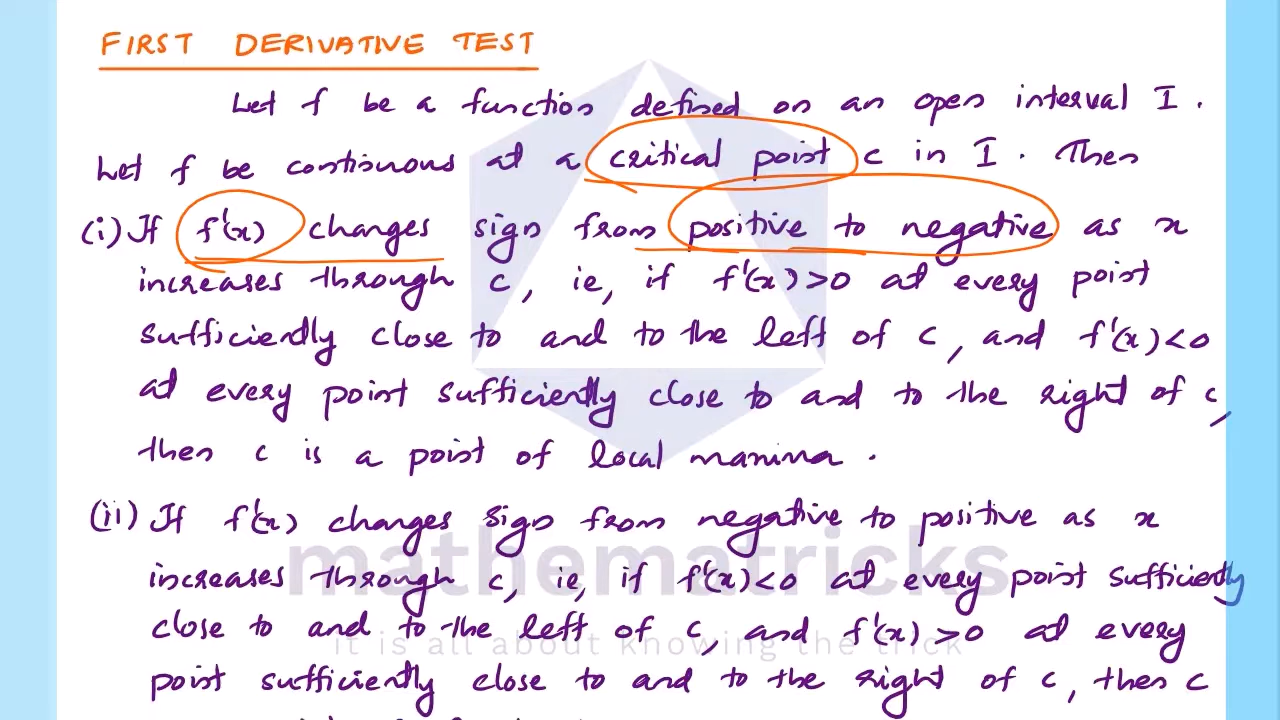 FIRST DERIVATIVE TEST
Let f be a function defined on an open interval I.
Let f be continuous at a critical point c in I. Then
(i) If f'(x) changes sign from positive to negative as x
increases through c, ie, if f'(x)>0 at every point
sufficiently close to and to the left of c, and f'(x)<0
at every point sufficiently close to and to the right of c,
then c is a point of local maxima.
(ii) If f'(x) changes sign from negative to positive as x
mathematricks
increases through c, ie, if f'(x)<0 at every point sufficiently
close to and to the left of c, and f'(x)>0 at every
it is all about knowing the trick
point sufficiently close to and to the right of c, then c